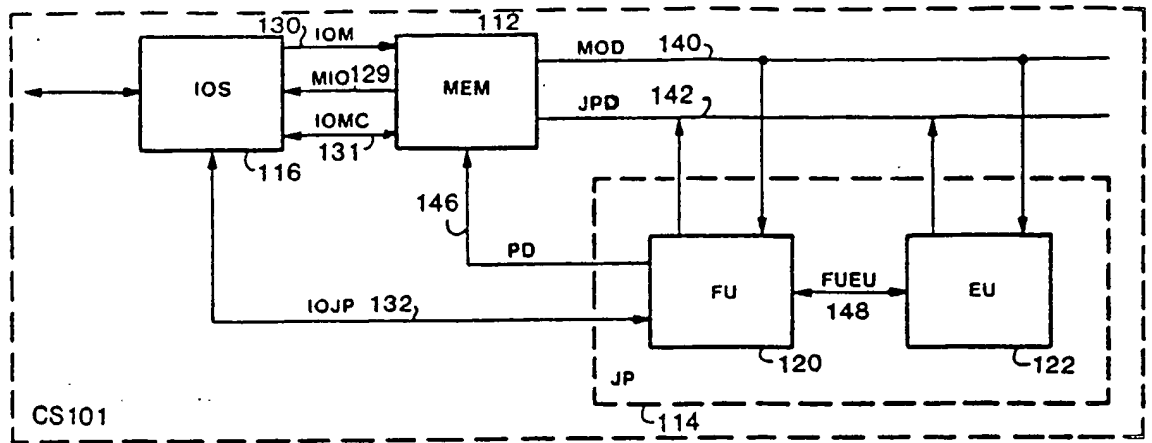 130 IOM
112
MOD 140
IOS
MIO 129
MEM
JPD 142
IOMC
131
116
146
PD
FU
FUEU
148
EU
IOJP 132
120
122
JP
114
CS101